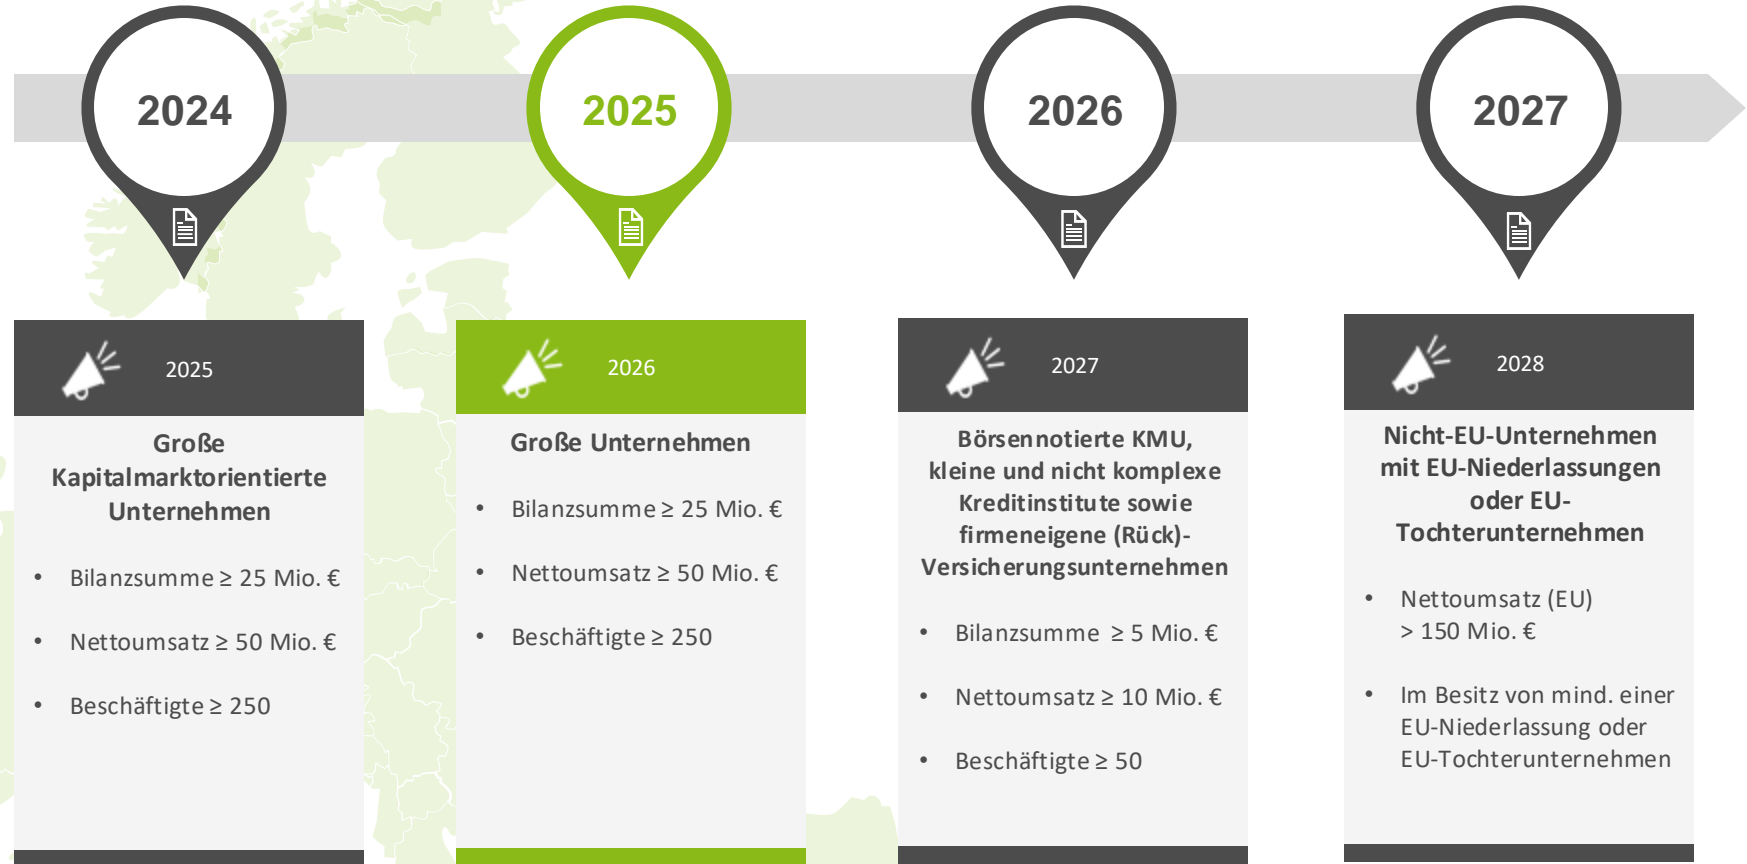 2024
2025
2026
2027
2025
Große
Kapitalmarktorientierte
Unternehmen
• Bilanzsumme ≥ 25 Mio. €
• Nettoumsatz ≥ 50 Mio. €
• Beschäftigte ≥ 250
2026
Große Unternehmen
• Bilanzsumme ≥ 25 Mio. €
• Nettoumsatz ≥ 50 Mio. €
• Beschäftigte ≥ 250
2027
Börsennotierte KMU,
kleine und nicht komplexe
Kreditinstitute sowie
firmeneigene (Rück)-
Versicherungsunternehmen
• Bilanzsumme ≥ 5 Mio. €
• Nettoumsatz ≥ 10 Mio. €
• Beschäftigte ≥ 50
2028
Nicht-EU-Unternehmen
mit EU-Niederlassungen
oder EU-
Tochterunternehmen
• Nettoumsatz (EU)
> 150 Mio. €
• Im Besitz von mind. einer
EU-Niederlassung oder
EU-Tochterunternehmen